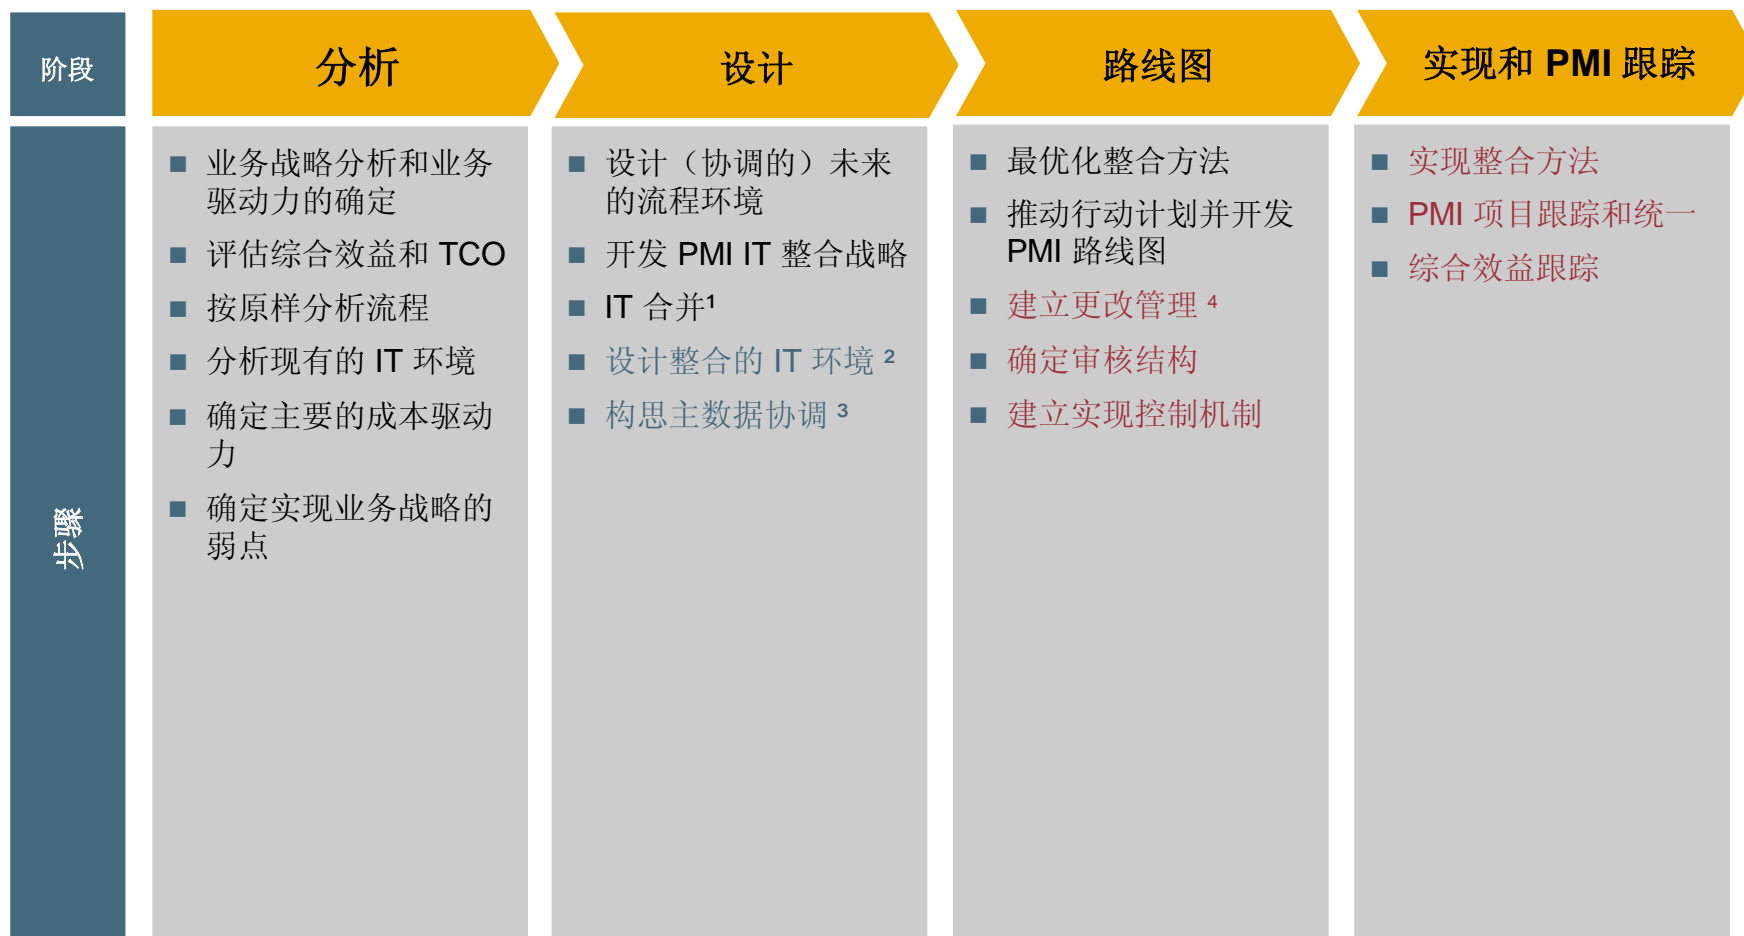 阶段
分析
设计
路线图
实现和 PMI 跟踪
步骤
业务战略分析和业务
驱动力的确定
评估综合效益和 TCO
按原样分析流程
分析现有的 IT 环境
确定主要的成本驱动
力
确定实现业务战略的
弱点
设计（协调的）未来
的流程环境
开发 PMI IT 整合战略
IT 合并¹
设计整合的 IT 环境 ²
构思主数据协调 ³
最优化整合方法
推动行动计划并开发
PMI 路线图
建立更改管理 ⁴
确定审核结构
建立实现控制机制
实现整合方法
PMI 项目跟踪和统一
综合效益跟踪